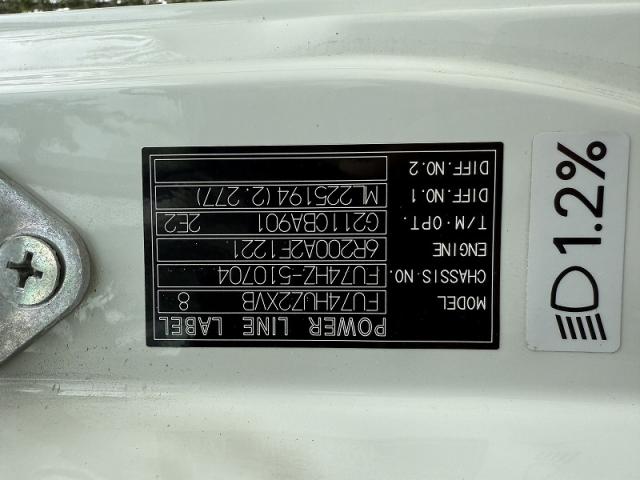 POWER LINE LABEL
MODEL FU74HUZ2XVB 8
CHASSIS NO. FU74HZ-510704
ENGINE 6R200A2F1221
T/M·OPT. G211CBA901 2E2
DIFF.NO.1 ML225194(2.277)
DIFF.NO.2
1.2%